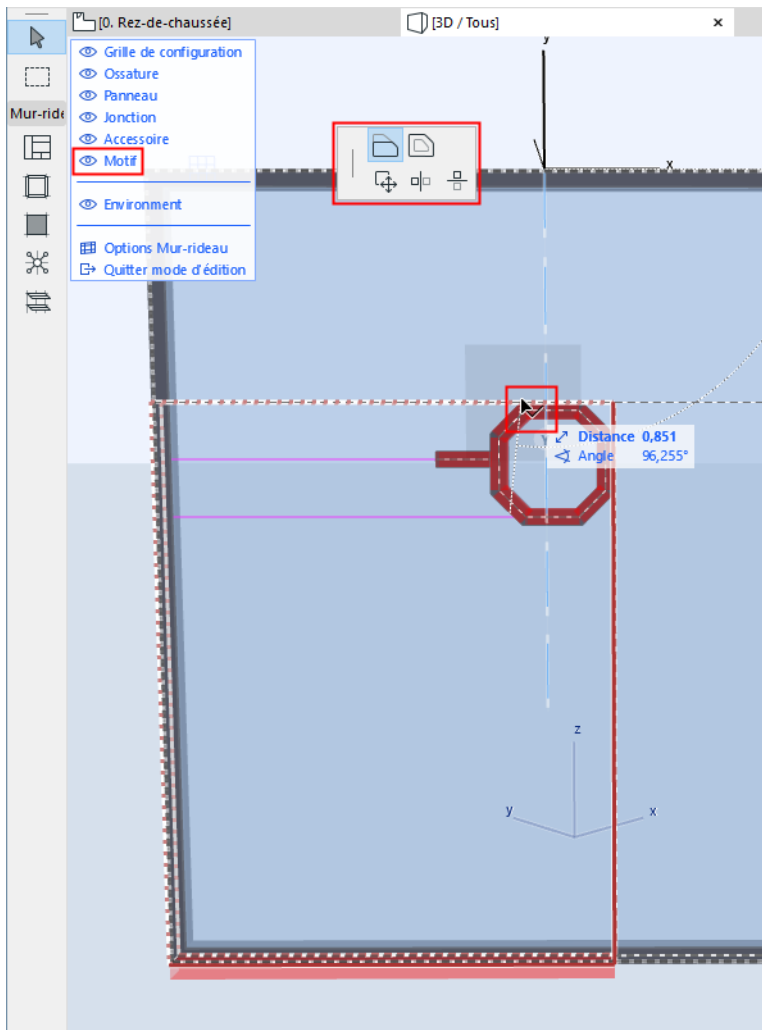 [0. Rez-de-chaussée]
[3D / Tous]
Mur-ride
Grille de configuration
Ossature
Panneau
Jonction
Accessoire
Motif
Environment
Options Mur-rideau
Quitter mode d'édition
y
x
Distance 0,851
Y
Angle 96,255°
z
y
x